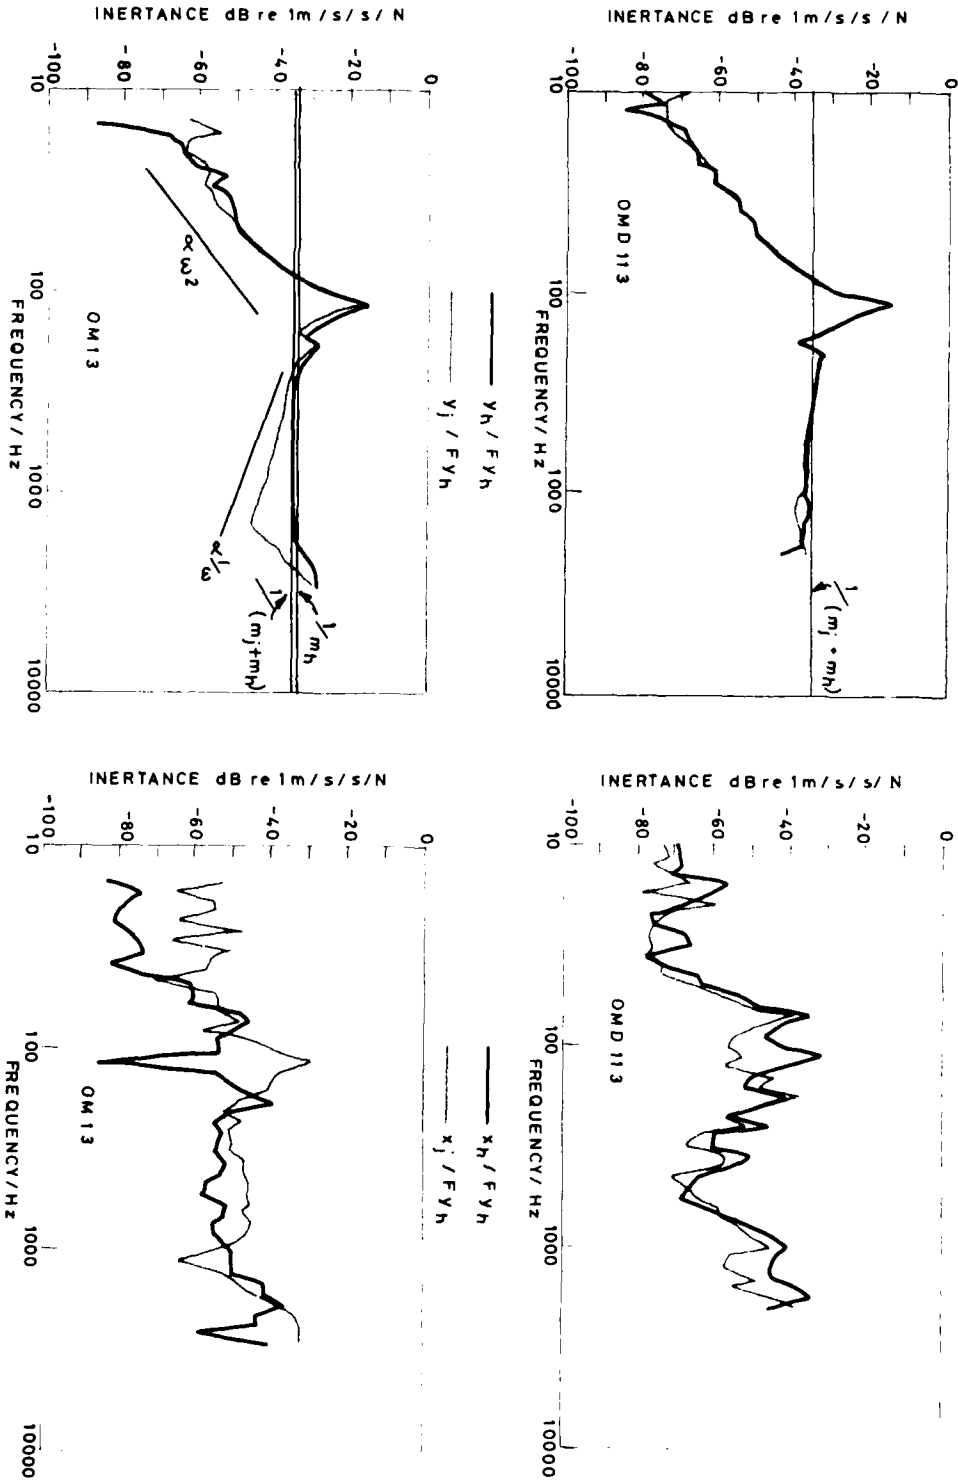 INERTANCE dB re 1m/s/s/N
0
-20
-40
-60
-80
-100
10
100
1000
10000
FREQUENCY/Hz
OMD 113
1/(mj + mh)
INERTANCE dB re 1m/s/s/N
0
-20
-40
-60
-80
-100
10
100
1000
10000
FREQUENCY/Hz
OMD 113
yh/Fyh
yj/Fyh
xh/Fyh
xj/Fyh
INERTANCE dB re 1m/s/s/N
0
-20
-40
-60
-80
-100
10
100
1000
10000
FREQUENCY/Hz
OM13
∝ω²
∝1/ω
1/mh
1/(mj+mh)
INERTANCE dB re 1m/s/s/N
0
-20
-40
-60
-80
-100
10
100
1000
10000
FREQUENCY/Hz
OM13